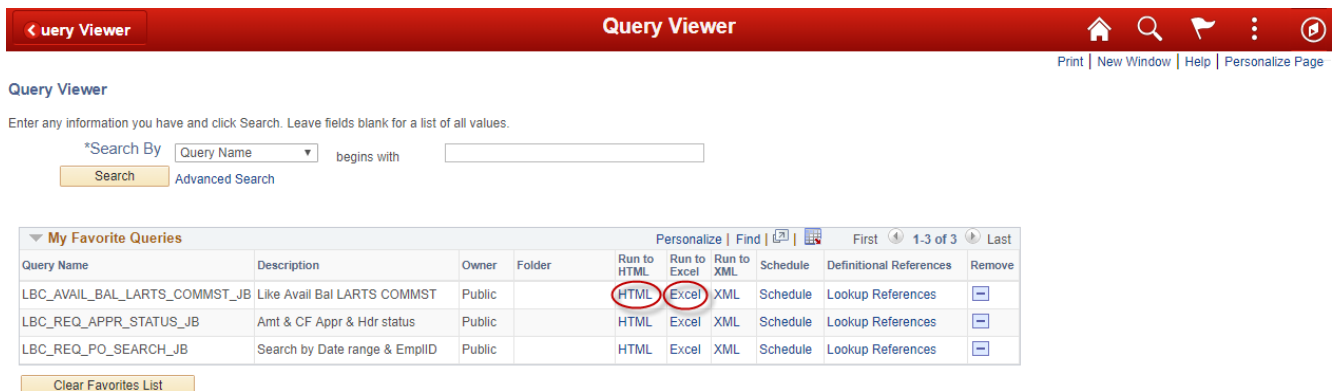 uery Viewer
Query Viewer
Print | New Window | Help | Personalize Page
Query Viewer
Enter any information you have and click Search. Leave fields blank for a list of all values.
*Search By Query Name begins with
Search Advanced Search
My Favorite Queries Personalize | Find | | First 1-3 of 3 Last
Query Name Description Owner Folder Run to HTML Run to Excel Run to XML Schedule Definitional References Remove
LBC_AVAIL_BAL_LARTS_COMMST_JB Like Avail Bal LARTS COMMST Public HTML Excel XML Schedule Lookup References
LBC_REQ_APPR_STATUS_JB Amt & CF Appr & Hdr status Public HTML Excel XML Schedule Lookup References
LBC_REQ_PO_SEARCH_JB Search by Date range & EmplID Public HTML Excel XML Schedule Lookup References
Clear Favorites List